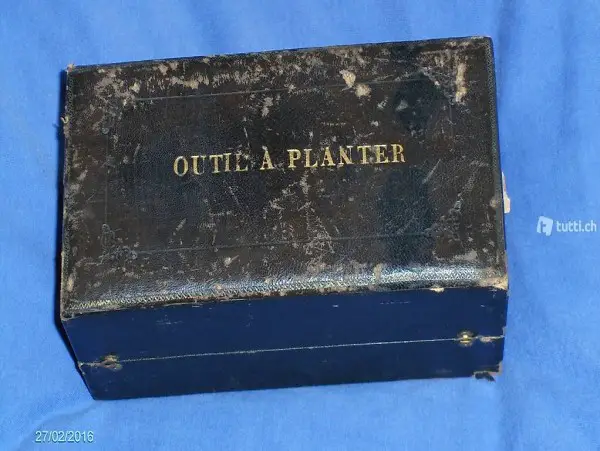 OUTIL À PLANTER
tutti.ch
27/02/2016